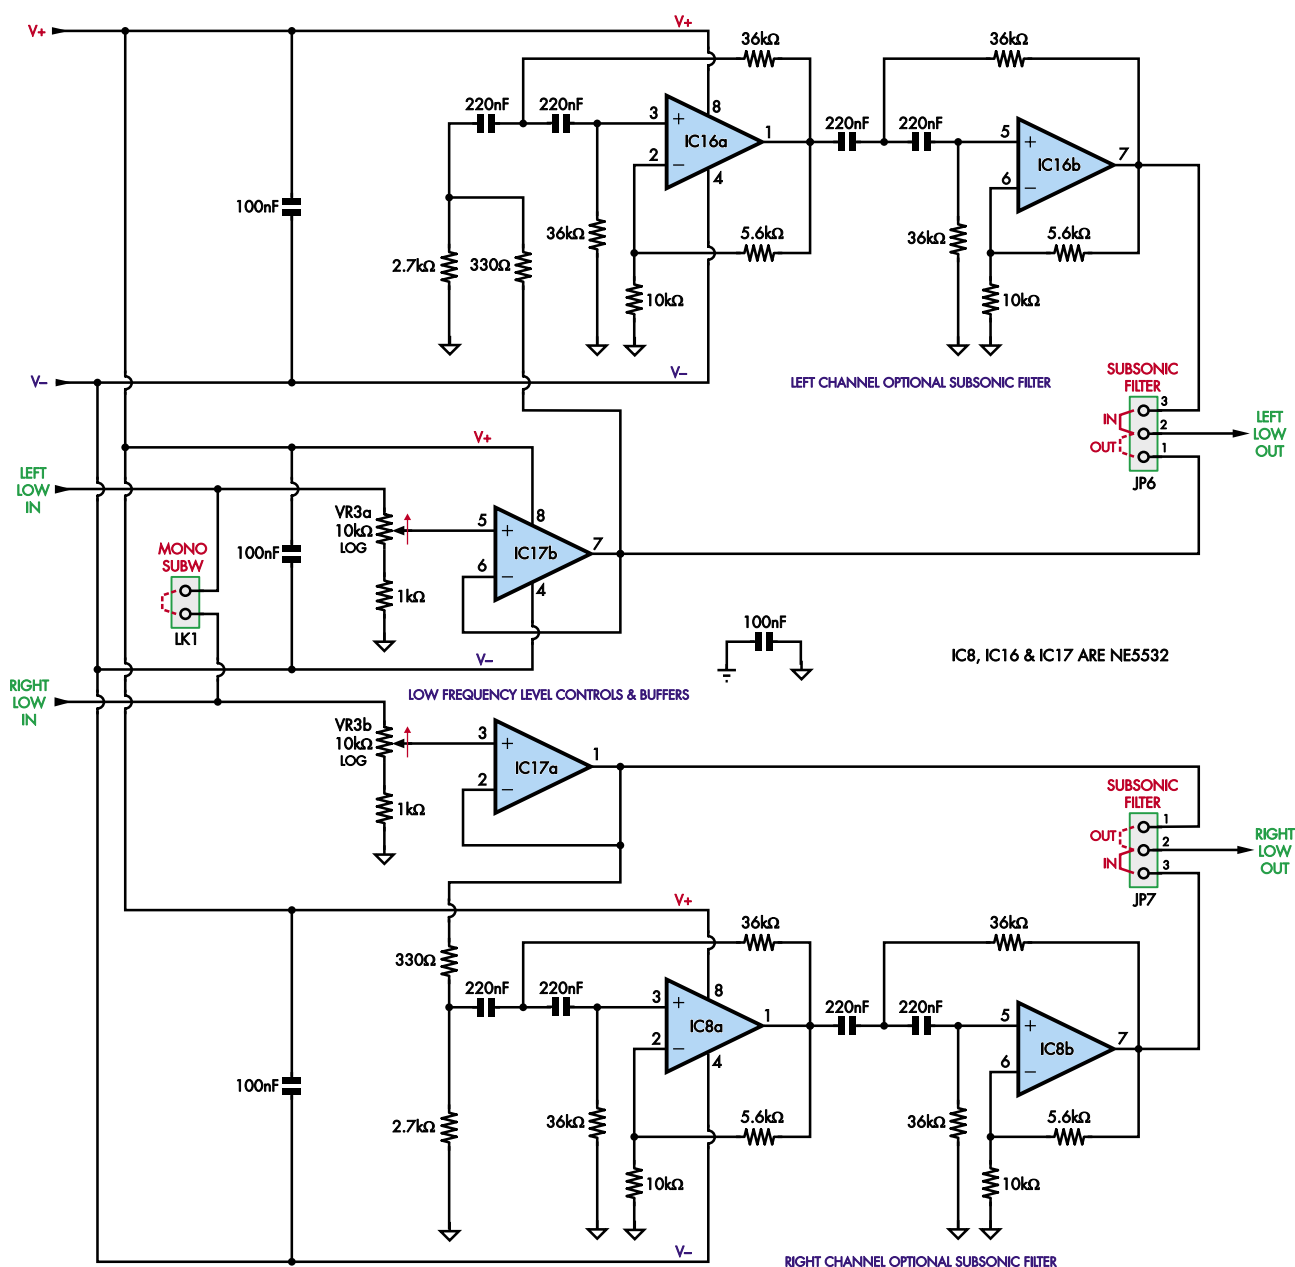 V+
V+
36kΩ
36kΩ
220nF
220nF
3
+
8
IC16a
1
2
−
4
220nF
220nF
5
+
7
IC16b
6
−
100nF
36kΩ
5.6kΩ
36kΩ
5.6kΩ
2.7kΩ
330Ω
10kΩ
10kΩ
V−
V−
LEFT CHANNEL OPTIONAL SUBSONIC FILTER
SUBSONIC
FILTER
3
IN
2
OUT
1
JP6
LEFT
LOW
OUT
V+
LEFT
LOW
IN
VR3a
10kΩ
LOG
5
+
8
IC17b
7
6
−
4
MONO
SUBW
LK1
100nF
1kΩ
100nF
V−
IC8, IC16 & IC17 ARE NE5532
RIGHT
LOW
IN
LOW FREQUENCY LEVEL CONTROLS & BUFFERS
VR3b
10kΩ
LOG
3
+
1
IC17a
2
−
1kΩ
SUBSONIC
FILTER
1
OUT
2
IN
3
JP7
RIGHT
LOW
OUT
V+
36kΩ
36kΩ
330Ω
220nF
220nF
3
+
8
IC8a
1
2
−
4
220nF
220nF
5
+
7
IC8b
6
−
100nF
2.7kΩ
36kΩ
5.6kΩ
36kΩ
5.6kΩ
10kΩ
10kΩ
V−
RIGHT CHANNEL OPTIONAL SUBSONIC FILTER